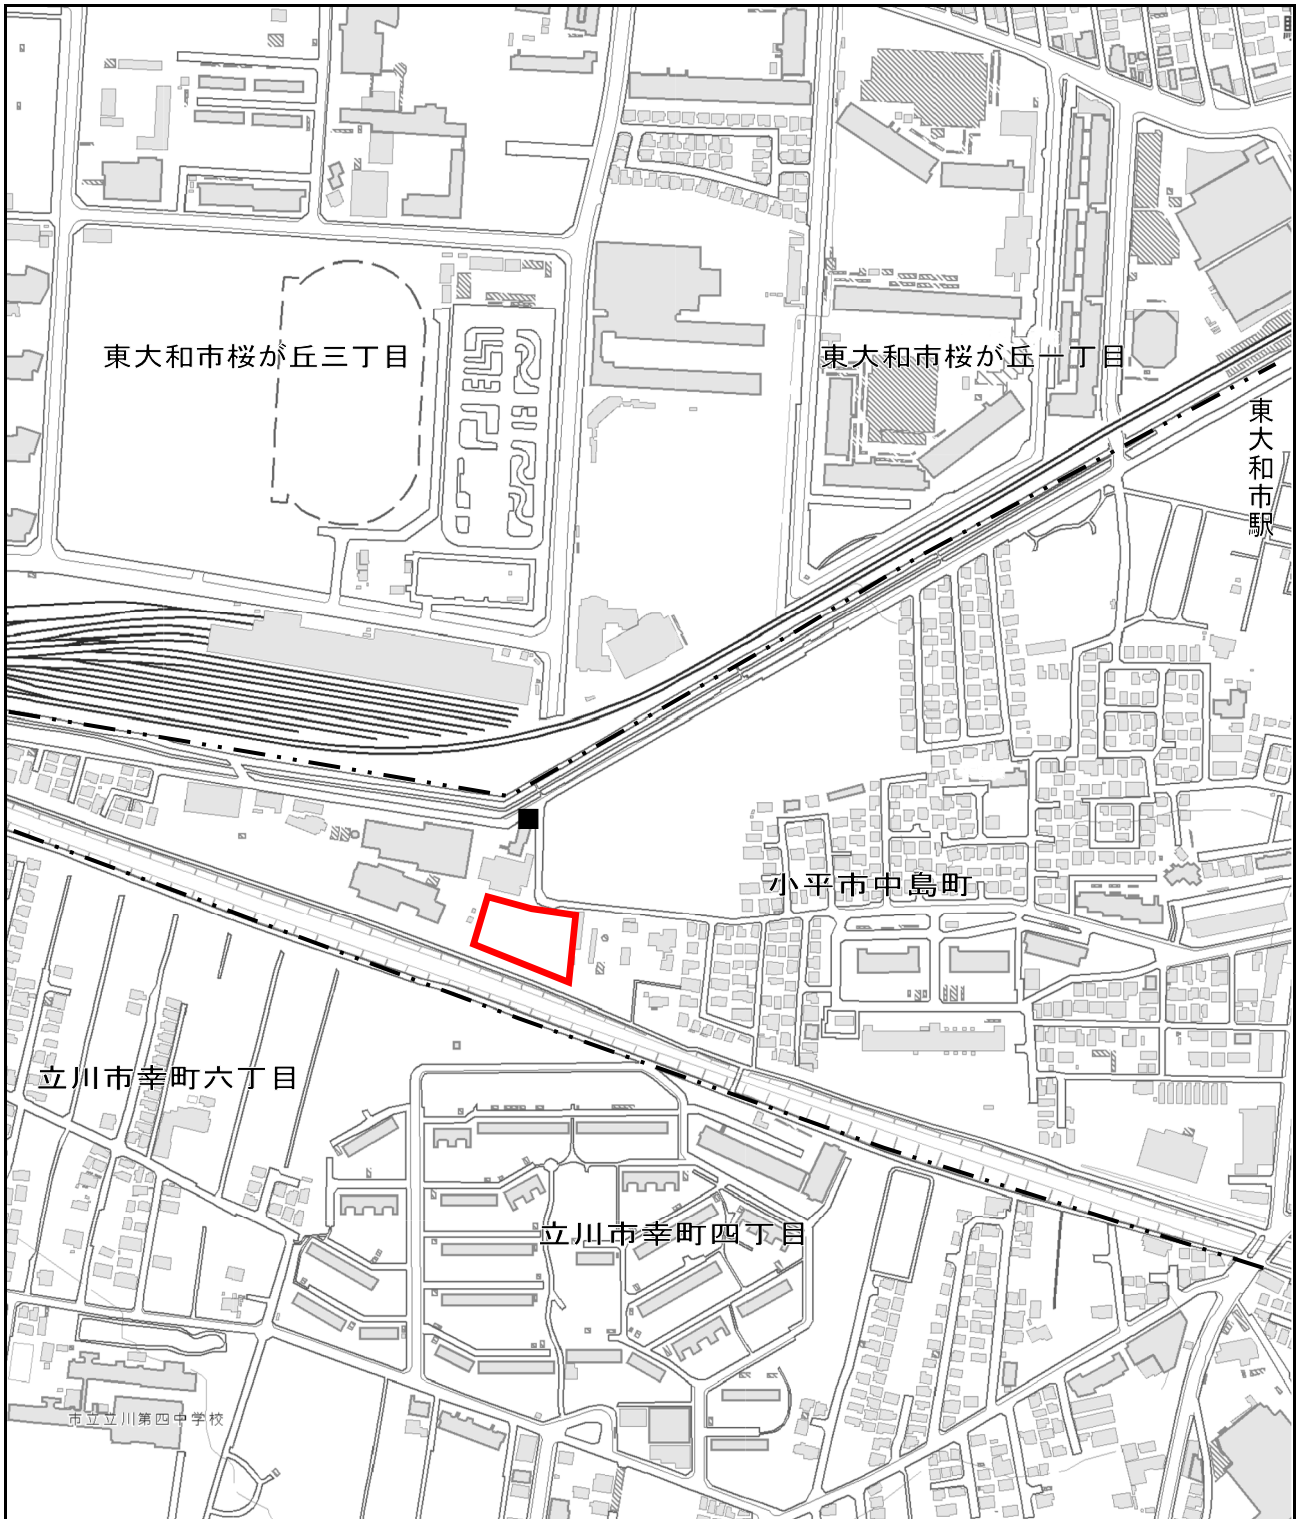 東大和市桜が丘三丁目
東大和市桜が丘一丁目
東大和市駅
小平市中島町
立川市幸町六丁目
立川市幸町四丁目
市立立川第四中学校